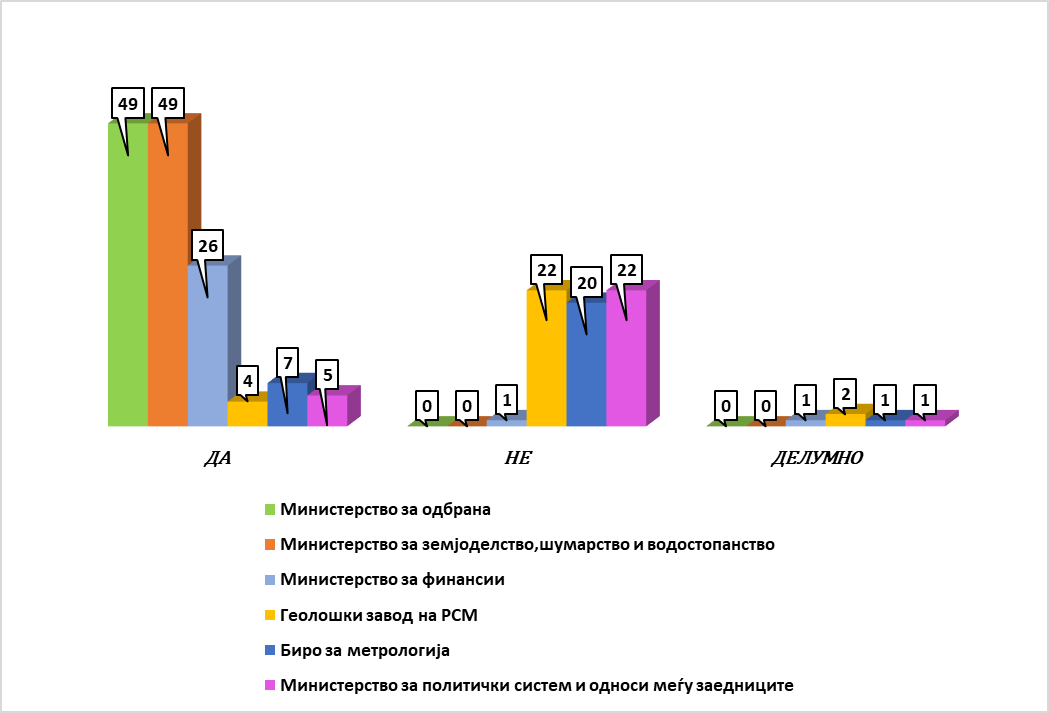 49 49
26
4 7 5
0 0 1 22 20 22
0 0 1 2 1 1
ДА НЕ ДЕЛУМНО
Министерство за одбрана
Министерство за земјоделство,шумарство и водостопанство
Министерство за финансии
Геолошки завод на РСМ
Биро за метрологија
Министерство за политички систем и односи меѓу заедниците